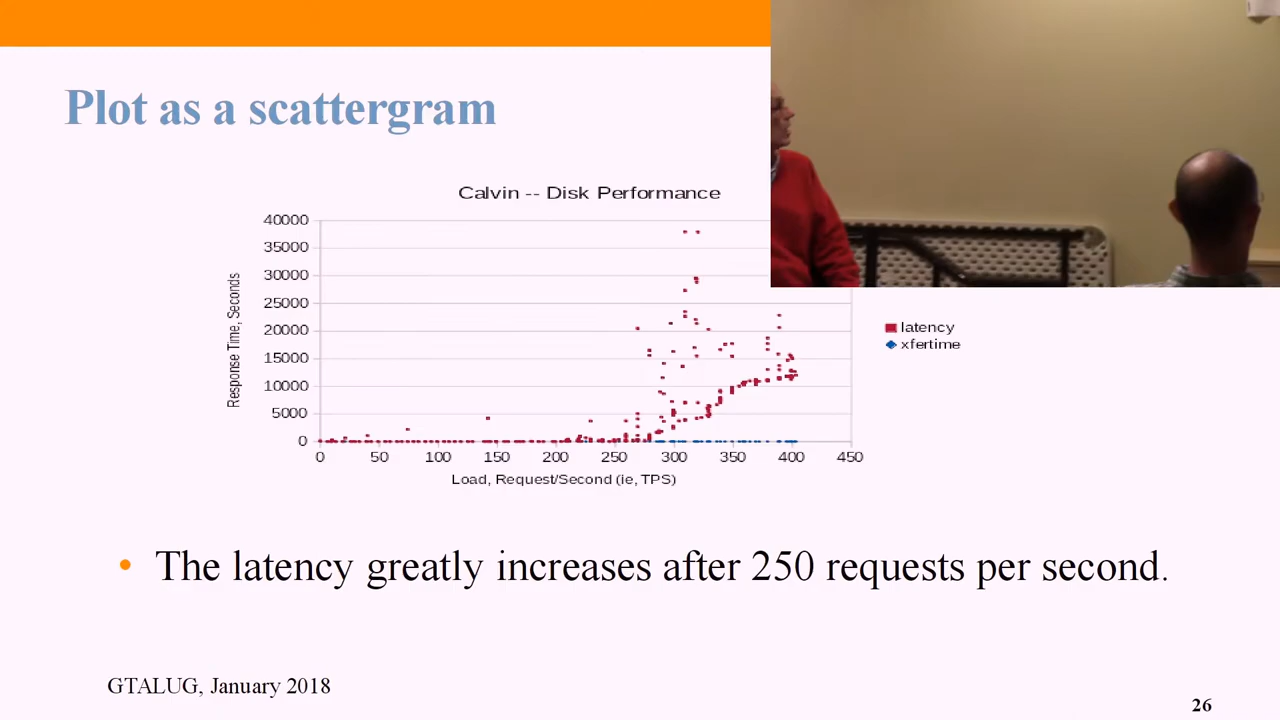 Plot as a scattergram
Calvin -- Disk Performance
40000
35000
30000
25000
20000
15000
10000
5000
0
Response Time, Seconds
0 50 100 150 200 250 300 350 400 450
Load, Request/Second (ie, TPS)
latency
xfertime
• The latency greatly increases after 250 requests per second.
GTALUG, January 2018
26